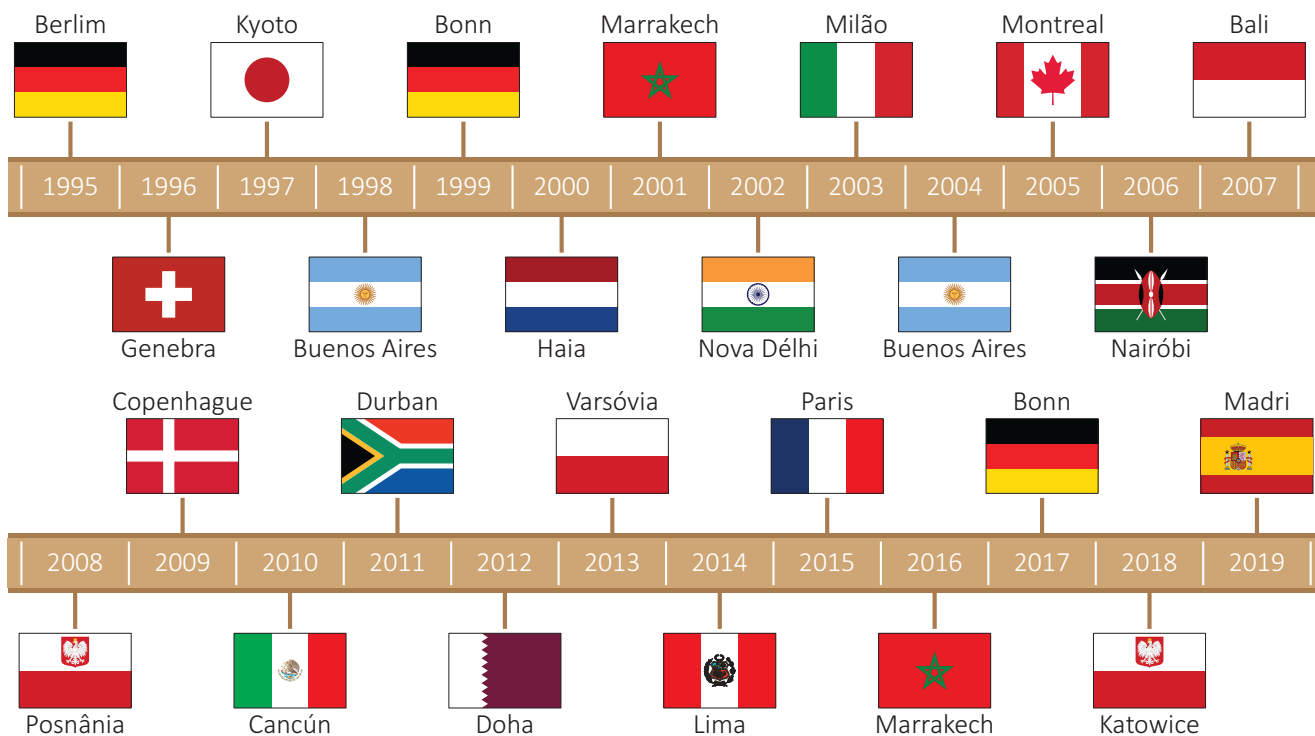 Berlim
Kyoto
Bonn
Marrakech
Milão
Montreal
Bali
1995
1996
1997
1998
1999
2000
2001
2002
2003
2004
2005
2006
2007
Genebra
Buenos Aires
Haia
Nova Délhi
Buenos Aires
Nairóbi
Copenhague
Durban
Varsóvia
Paris
Bonn
Madri
2008
2009
2010
2011
2012
2013
2014
2015
2016
2017
2018
2019
Posnânia
Cancún
Doha
Lima
Marrakech
Katowice